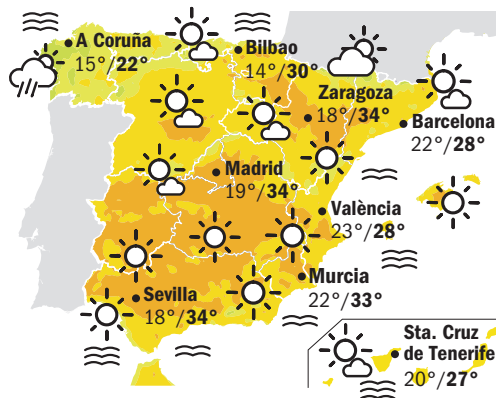 A Coruña
15°/22°
Bilbao
14°/30°
Zaragoza
18°/34°
Barcelona
22°/28°
Madrid
19°/34°
València
23°/28°
Murcia
22°/33°
Sevilla
18°/34°
Sta. Cruz
de Tenerife
20°/27°